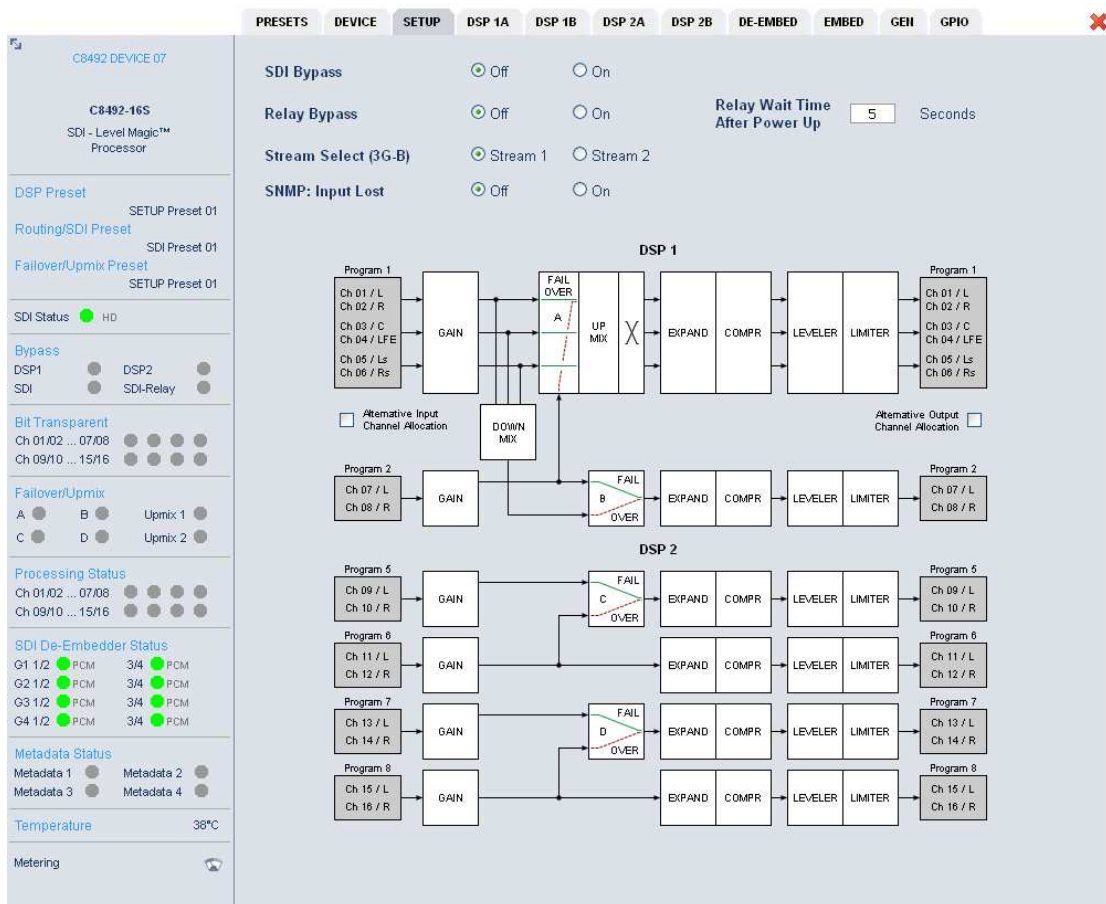 PRESETS DEVICE SETUP DSP 1A DSP 1B DSP 2A DSP 2B DE-EMBED EMBED GEN GPIO
C8492 DEVICE 07
C8492-16S
SDI - Level Magic™
Processor
DSP Preset
SETUP Preset 01
Routing/SDI Preset
SDI Preset 01
Failover/Upmix Preset
SETUP Preset 01
SDI Status HD
Bypass
DSP1 DSP2
SDI SDI-Relay
Bit Transparent
Ch 01/02 ... 07/08
Ch 09/10 ... 15/16
Failover/Upmix
A B Upmix 1
C D Upmix 2
Processing Status
Ch 01/02 ... 07/08
Ch 09/10 ... 15/16
SDI De-Embedder Status
G1 1/2 PCM 3/4 PCM
G2 1/2 PCM 3/4 PCM
G3 1/2 PCM 3/4 PCM
G4 1/2 PCM 3/4 PCM
Metadata Status
Metadata 1 Metadata 2
Metadata 3 Metadata 4
Temperature 38°C
Metering
SDI Bypass Off On
Relay Bypass Off On
Relay Wait Time
After Power Up 5 Seconds
Stream Select (3G-B) Stream 1 Stream 2
SNMP: Input Lost Off On
DSP 1
Program 1
Ch 01 / L
Ch 02 / R
Ch 03 / C
Ch 04 / LFE
Ch 05 / Ls
Ch 06 / Rs
GAIN
FAIL
OVER
A
UP
MIX
EXPAND COMPR LEVELER LIMITER
Program 1
Ch 01 / L
Ch 02 / R
Ch 03 / C
Ch 04 / LFE
Ch 05 / Ls
Ch 06 / Rs
Alternative Input
Channel Allocation
DOWN
MIX
Alternative Output
Channel Allocation
Program 2
Ch 07 / L
Ch 08 / R
GAIN
FAIL
B
OVER
EXPAND COMPR LEVELER LIMITER
Program 2
Ch 07 / L
Ch 08 / R
DSP 2
Program 5
Ch 09 / L
Ch 10 / R
GAIN
FAIL
C
OVER
EXPAND COMPR LEVELER LIMITER
Program 5
Ch 09 / L
Ch 10 / R
Program 6
Ch 11 / L
Ch 12 / R
GAIN
EXPAND COMPR LEVELER LIMITER
Program 6
Ch 11 / L
Ch 12 / R
Program 7
Ch 13 / L
Ch 14 / R
GAIN
FAIL
D
OVER
EXPAND COMPR LEVELER LIMITER
Program 7
Ch 13 / L
Ch 14 / R
Program 8
Ch 15 / L
Ch 16 / R
GAIN
EXPAND COMPR LEVELER LIMITER
Program 8
Ch 15 / L
Ch 16 / R